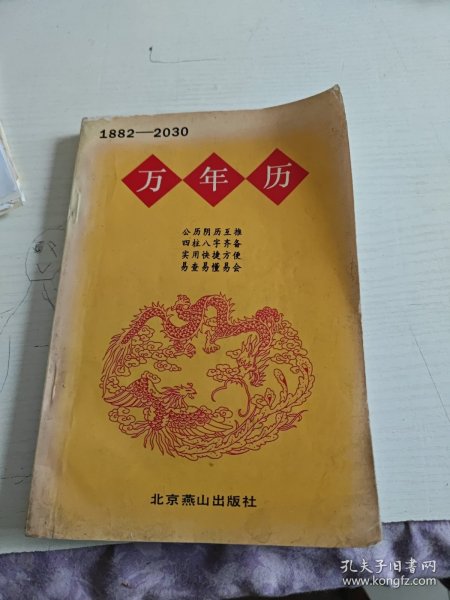 1882—2030
万年历
公历阴历互推
四柱八字齐备
实用快捷方便
易查易懂易会
北京燕山出版社
孔夫子旧书网
www.kongfz.com